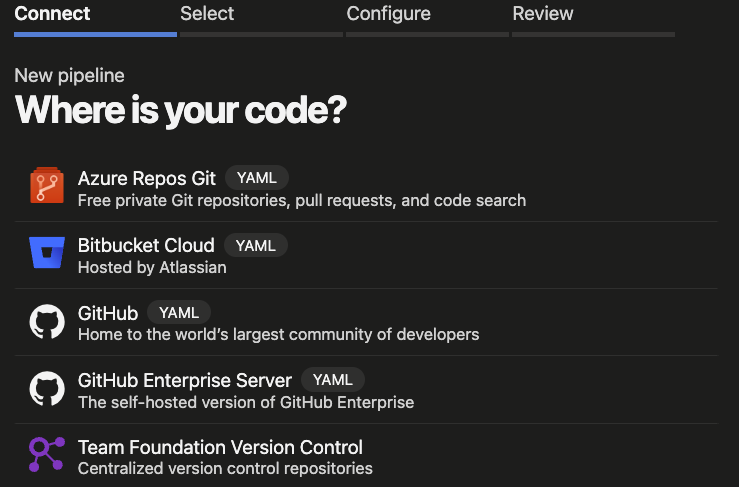 Connect Select Configure Review
New pipeline
Where is your code?
Azure Repos Git YAML
Free private Git repositories, pull requests, and code search
Bitbucket Cloud YAML
Hosted by Atlassian
GitHub YAML
Home to the world’s largest community of developers
GitHub Enterprise Server YAML
The self-hosted version of GitHub Enterprise
Team Foundation Version Control
Centralized version control repositories